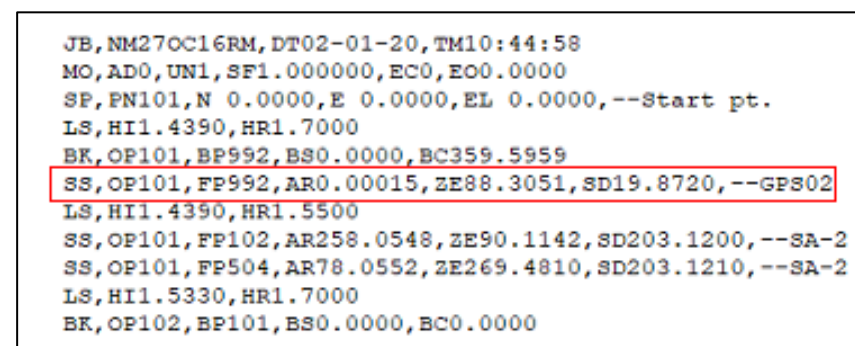 JB,NM27OC16RM,DT02-01-20,TM10:44:58
MO,AD0,UN1,SF1.000000,EC0,EO0.0000
SP,PN101,N 0.0000,E 0.0000,EL 0.0000,--Start pt.
LS,HI1.4390,HR1.7000
BK,OP101,BP992,BS0.0000,BC359.5959
SS,OP101,FP992,AR0.00015,ZE88.3051,SD19.8720,--GPS02
LS,HI1.4390,HR1.5500
SS,OP101,FP102,AR258.0548,ZE90.1142,SD203.1200,--SA-2
SS,OP101,FP504,AR78.0552,ZE269.4810,SD203.1210,--SA-2
LS,HI1.5330,HR1.7000
BK,OP102,BP101,BS0.0000,BC0.0000